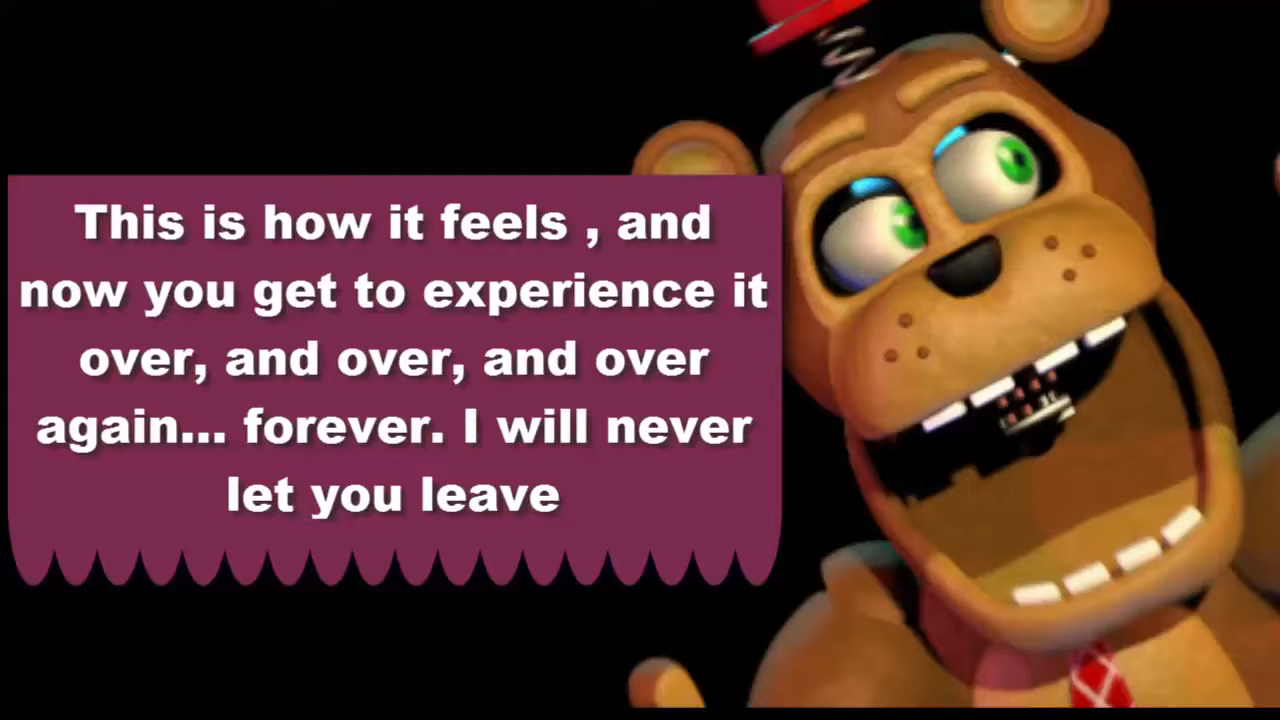 This is how it feels , and
now you get to experience it
over, and over, and over
again... forever. I will never
let you leave